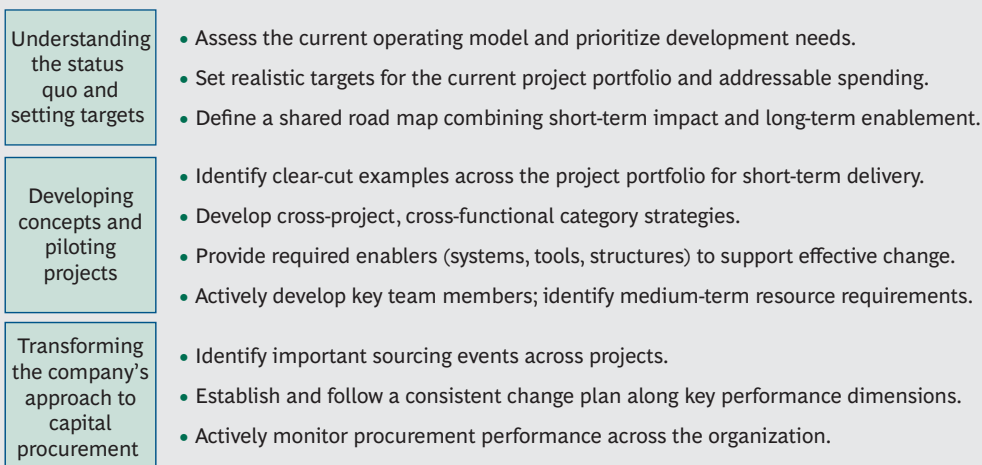 Understanding
the status
quo and
setting targets
• Assess the current operating model and prioritize development needs.
• Set realistic targets for the current project portfolio and addressable spending.
• Define a shared road map combining short-term impact and long-term enablement.
Developing
concepts and
piloting
projects
• Identify clear-cut examples across the project portfolio for short-term delivery.
• Develop cross-project, cross-functional category strategies.
• Provide required enablers (systems, tools, structures) to support effective change.
• Actively develop key team members; identify medium-term resource requirements.
Transforming
the company’s
approach to
capital
procurement
• Identify important sourcing events across projects.
• Establish and follow a consistent change plan along key performance dimensions.
• Actively monitor procurement performance across the organization.